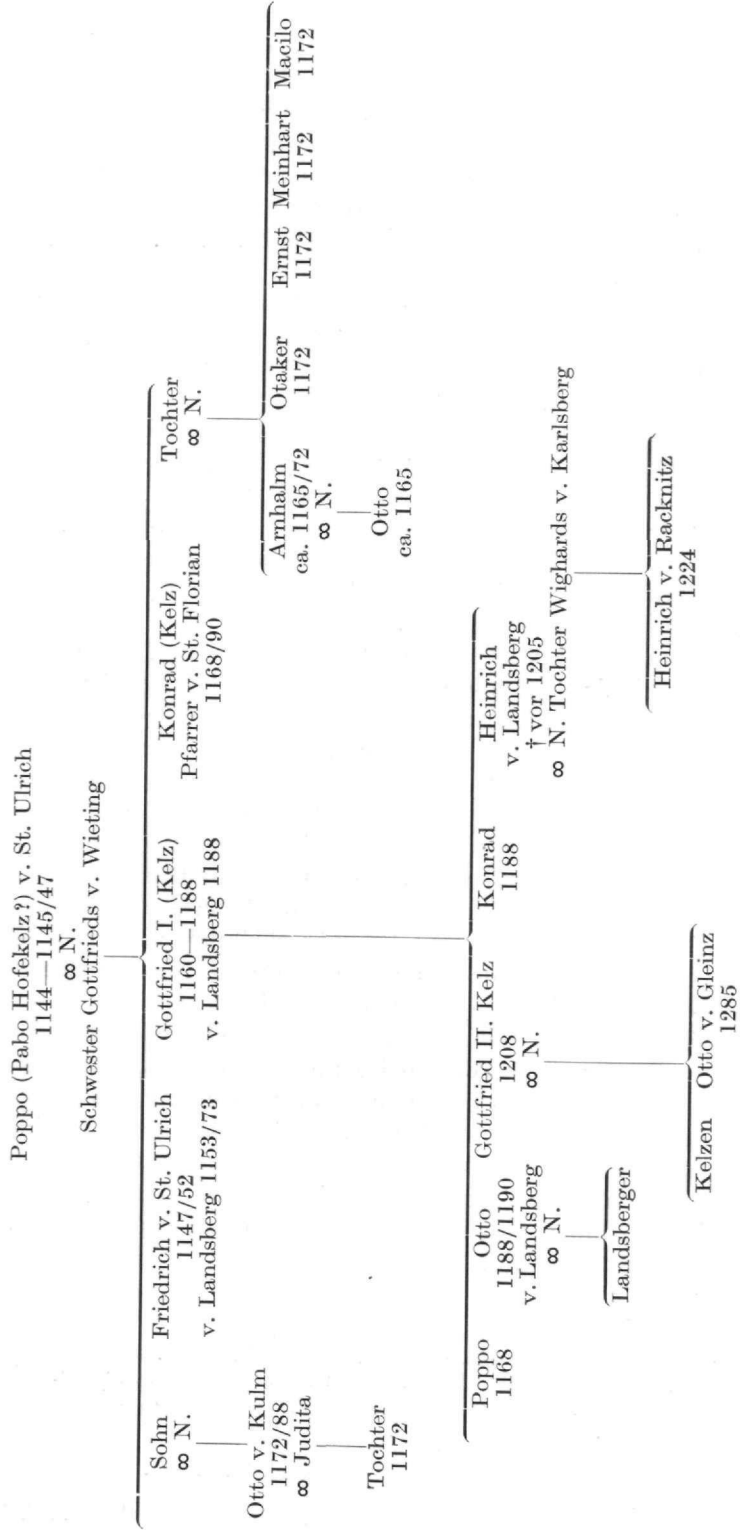 Poppo (Pabo Hofekelz?) v. St. Ulrich
1144—1145/47
∞ N.
Schwester Gottfrieds v. Wieting
Sohn
∞ N.
Otto v. Kulm
1172/88
∞ Judita
Tochter
1172
Friedrich v. St. Ulrich
1147/52
v. Landsberg 1153/73
Gottfried I. (Kelz)
1160—1188
v. Landsberg 1188
Konrad (Kelz)
Pfarrer v. St. Florian
1168/90
Tochter
∞ N.
Arnhalm
ca. 1165/72
∞ N.
Otto
ca. 1165
Otaker
1172
Ernst
1172
Meinhart
1172
Macilo
1172
Poppo
1168
Otto
1188/1190
v. Landsberg
∞ N.
Landsberger
Gottfried II. Kelz
1208
∞ N.
Kelzen
Otto v. Gleinz
1285
Konrad
1188
Heinrich
v. Landsberg
† vor 1205
∞ N. Tochter Wighards v. Karlsberg
Heinrich v. Racknitz
1224